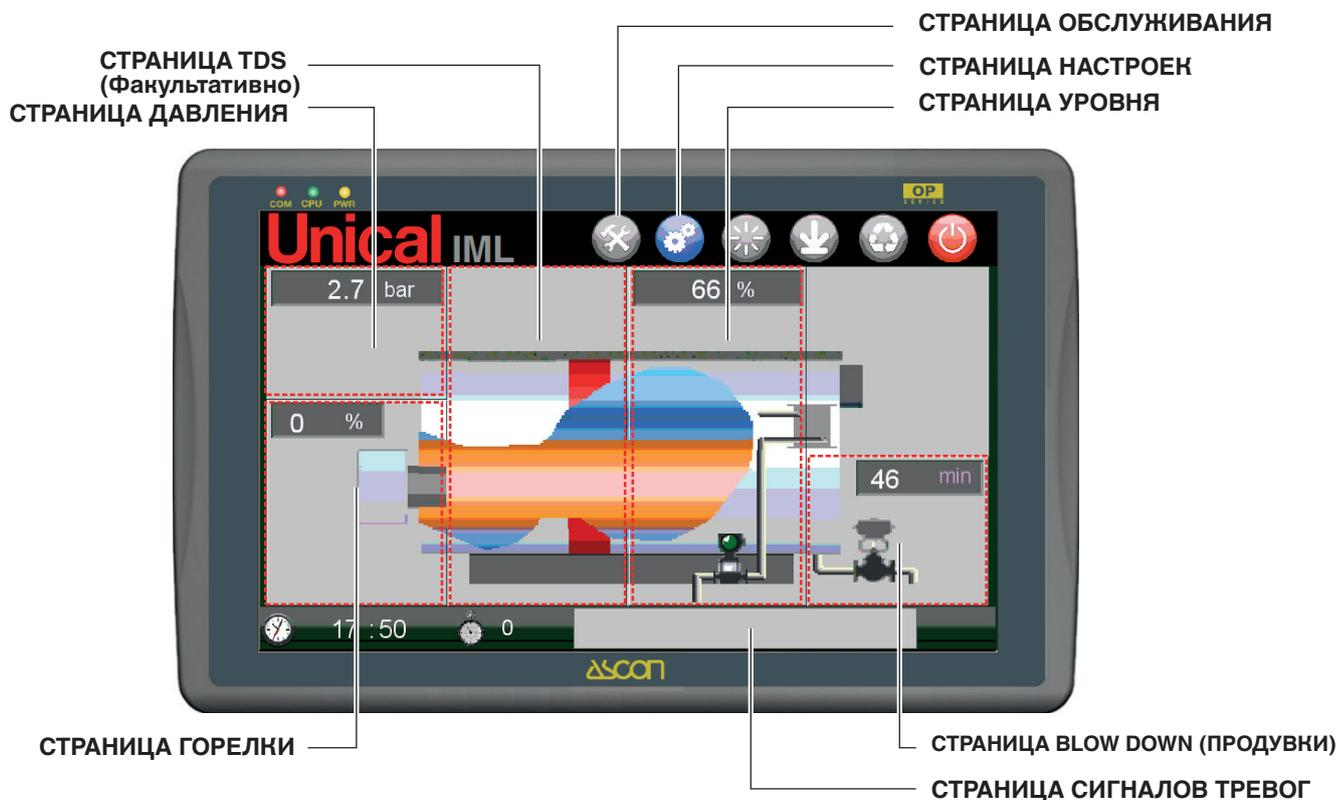 СТРАНИЦА ОБСЛУЖИВАНИЯ
СТРАНИЦА TDS
(Факультативно)
СТРАНИЦА НАСТРОЕК
СТРАНИЦА ДАВЛЕНИЯ
СТРАНИЦА УРОВНЯ
COM CPU PWR
OP
SERIES
Unical IML
2.7 bar
66 %
0 %
46 min
17 : 50
0
ASCON
СТРАНИЦА ГОРЕЛКИ
СТРАНИЦА BLOW DOWN (ПРОДУВКИ)
СТРАНИЦА СИГНАЛОВ ТРЕВОГ